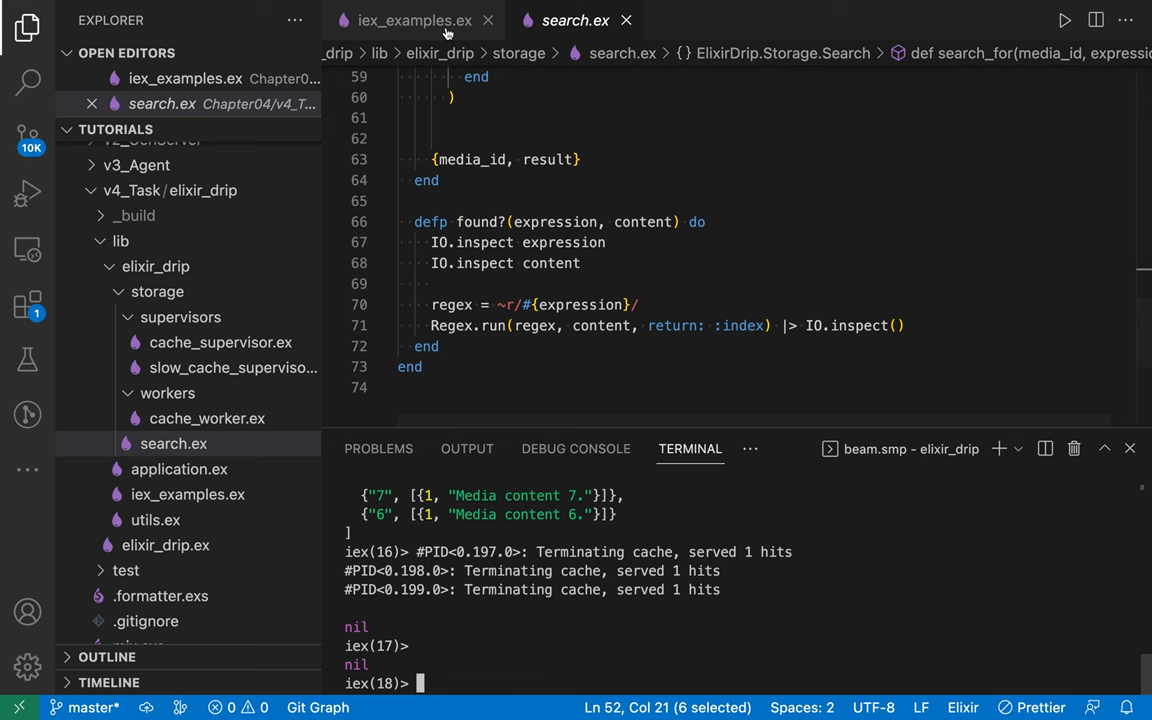 EXPLORER
OPEN EDITORS
iex_examples.ex Chapter0...
search.ex Chapter04/v4_T...
TUTORIALS
v3_Agent
v4_Task / elixir_drip
_build
lib
elixir_drip
storage
supervisors
cache_supervisor.ex
slow_cache_superviso...
workers
cache_worker.ex
search.ex
application.ex
iex_examples.ex
utils.ex
elixir_drip.ex
test
.formatter.exs
.gitignore
OUTLINE
TIMELINE
10K
1
iex_examples.ex
search.ex
_drip > lib > elixir_drip > storage > search.ex > {} ElixirDrip.Storage.Search > def search_for(media_id, expressi
59 end
60 )
61
62
63 {media_id, result}
64 end
65
66 defp found?(expression, content) do
67 IO.inspect expression
68 IO.inspect content
69
70 regex = ~r/#{expression}/
71 Regex.run(regex, content, return: :index) |> IO.inspect()
72 end
73 end
74
PROBLEMS OUTPUT DEBUG CONSOLE TERMINAL ... beam.smp - elixir_drip
{"7", [{1, "Media content 7."}]},
{"6", [{1, "Media content 6."}]}
]
iex(16)> #PID<0.197.0>: Terminating cache, served 1 hits
#PID<0.198.0>: Terminating cache, served 1 hits
#PID<0.199.0>: Terminating cache, served 1 hits
nil
iex(17)>
nil
iex(18)>
master* 0 0 Git Graph Ln 52, Col 21 (6 selected) Spaces: 2 UTF-8 LF Elixir Prettier